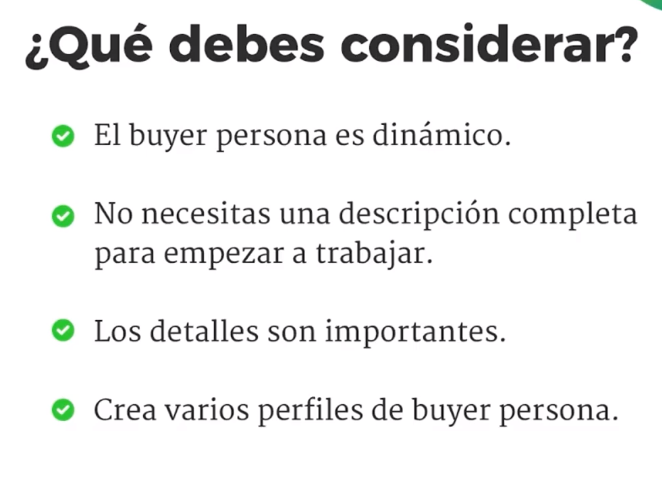 ¿Qué debes considerar?
El buyer persona es dinámico.
No necesitas una descripción completa
para empezar a trabajar.
Los detalles son importantes.
Crea varios perfiles de buyer persona.